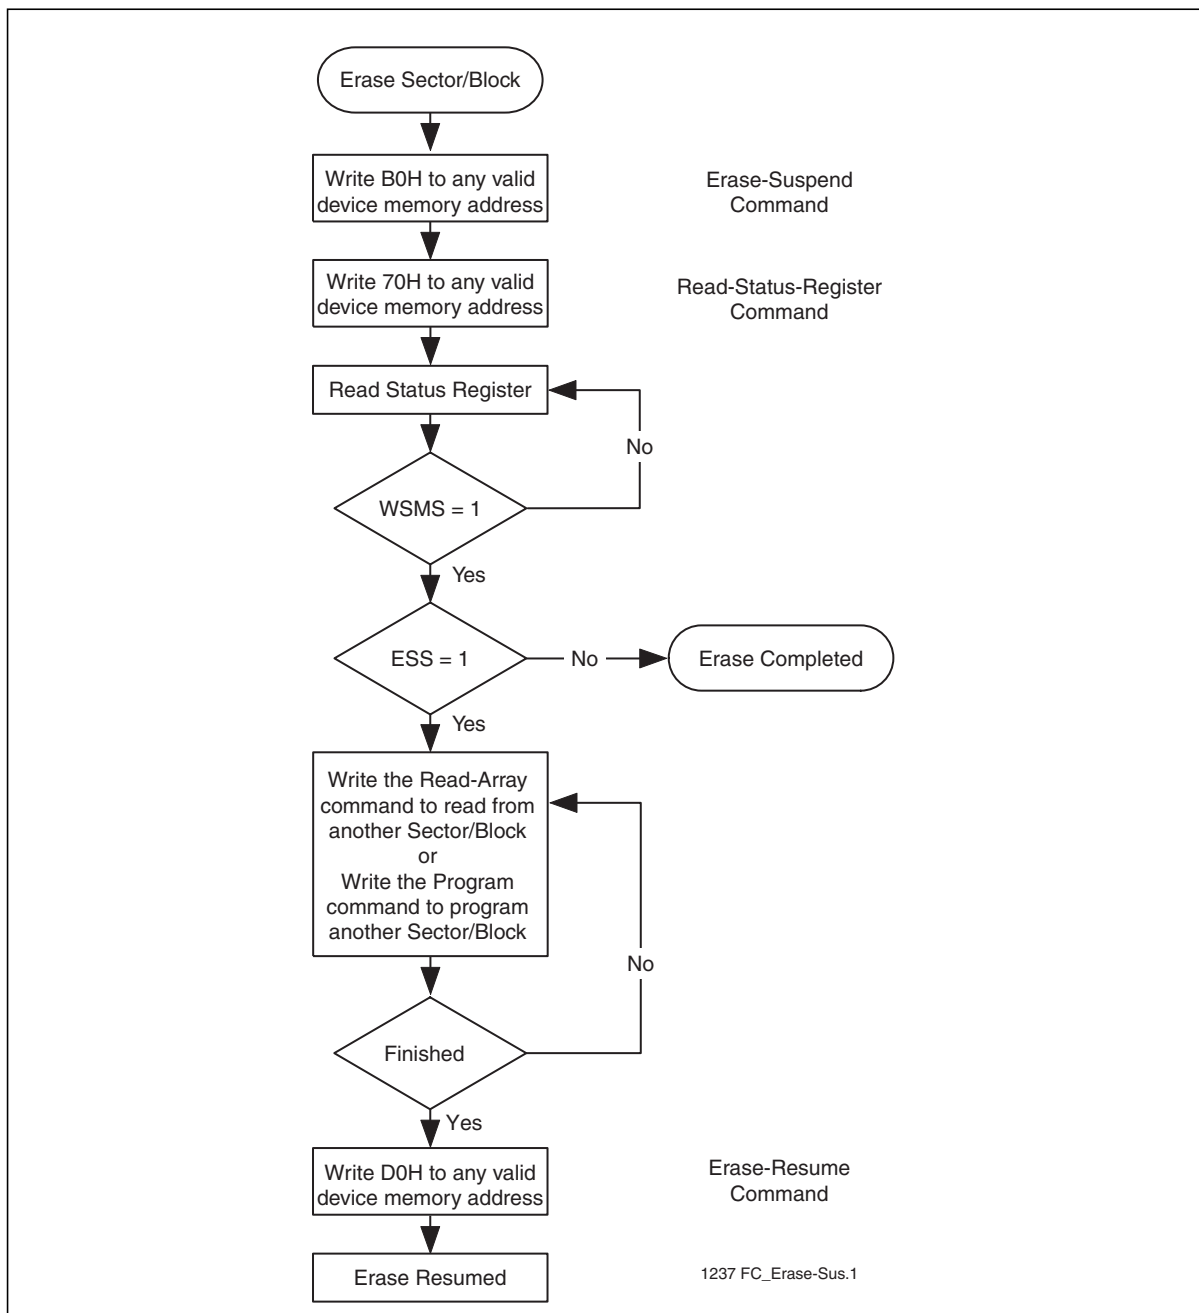 Erase Sector/Block
Write B0H to any valid
device memory address
Erase-Suspend
Command
Write 70H to any valid
device memory address
Read-Status-Register
Command
Read Status Register
No
WSMS = 1
Yes
ESS = 1
No
Erase Completed
Yes
Write the Read-Array
command to read from
another Sector/Block
or
Write the Program
command to program
another Sector/Block
No
Finished
Yes
Write D0H to any valid
device memory address
Erase-Resume
Command
Erase Resumed
1237 FC_Erase-Sus.1